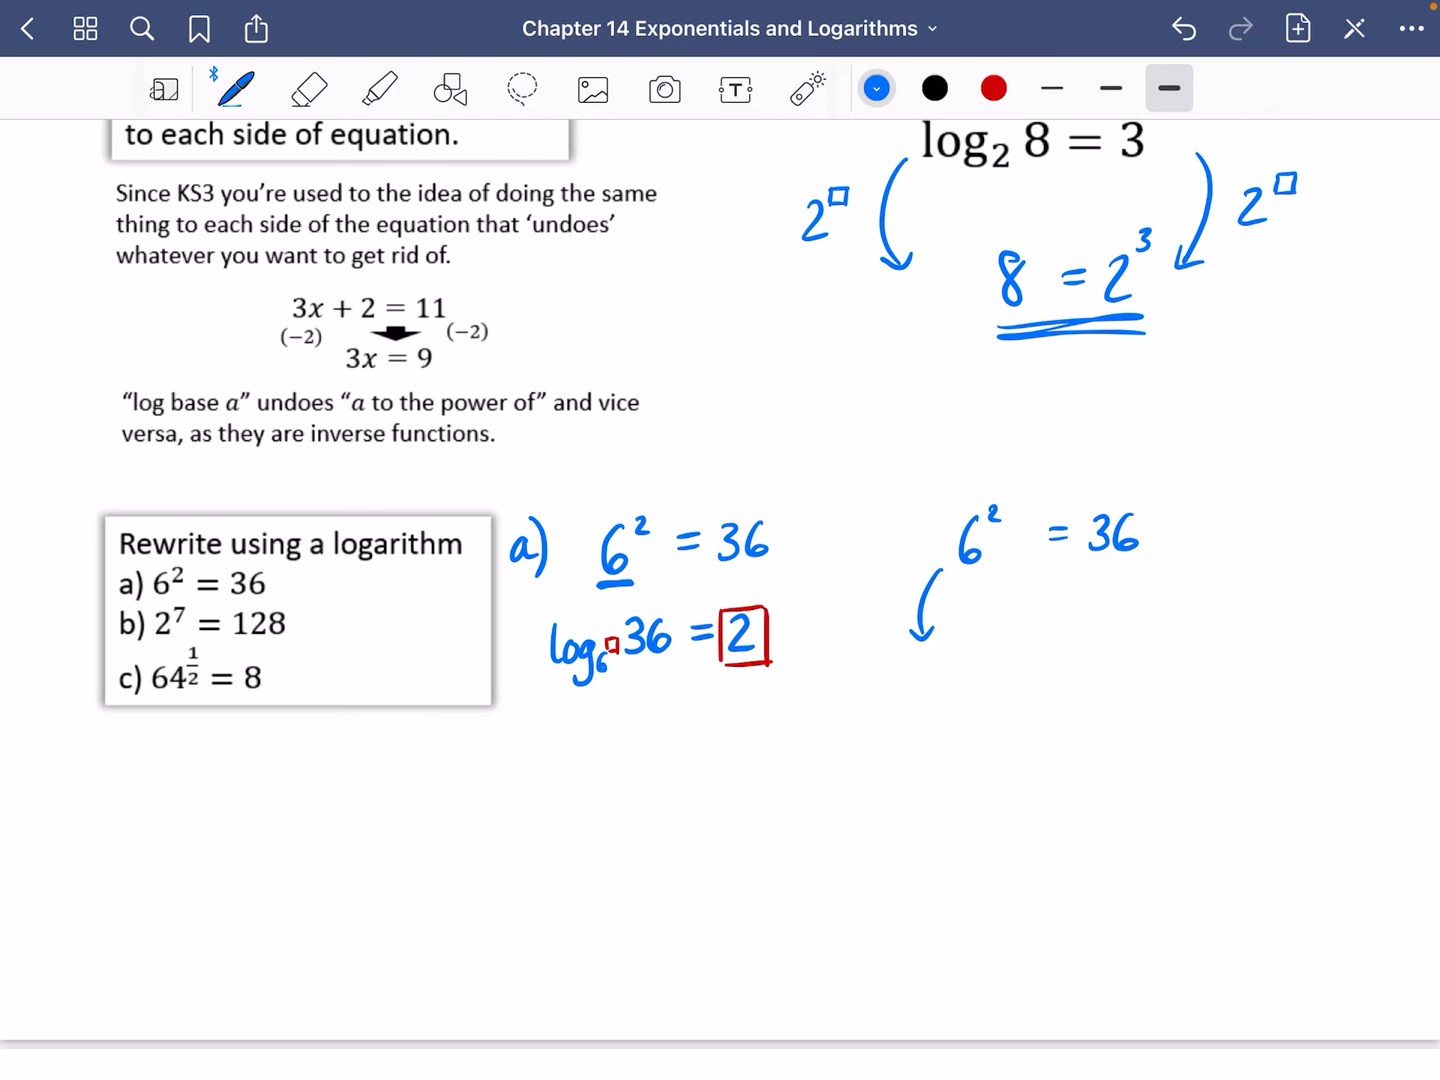 Chapter 14 Exponentials and Logarithms
to each side of equation.
log₂ 8 = 3
Since KS3 you’re used to the idea of doing the same
thing to each side of the equation that ‘undoes’
whatever you want to get rid of.
2^□
2^□
8 = 2³
3x + 2 = 11
(−2) (−2)
3x = 9
“log base a” undoes “a to the power of” and vice
versa, as they are inverse functions.
Rewrite using a logarithm
a) 6² = 36
b) 2⁷ = 128
c) 64^(1/2) = 8
a) 6² = 36
log₆ 36 = 2
6² = 36